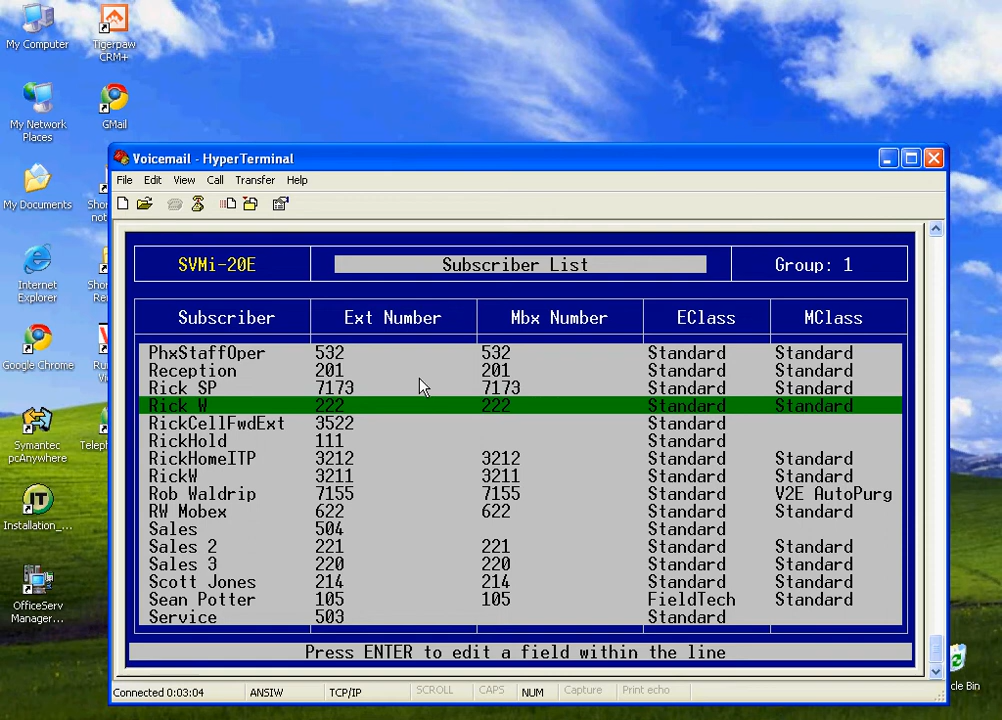 My Computer
Tigerpaw
CRM+
My Network
Places
GMail
My Documents
Internet
Explorer
Google Chrome
Symantec
pcAnywhere
Installation_...
OfficeServ
Manager...
Voicemail - HyperTerminal
File Edit View Call Transfer Help
SVMi-20E Subscriber List Group: 1
Subscriber Ext Number Mbx Number EClass MClass
PhxStaffOper 532 532 Standard Standard
Reception 201 201 Standard Standard
Rick SP 7173 7173 Standard Standard
Rick W 222 222 Standard Standard
RickCellFwdExt 3522 Standard
RickHold 111 Standard
RickHomeITP 3212 3212 Standard Standard
RickW 3211 3211 Standard Standard
Rob Waldrip 7155 7155 Standard V2E AutoPurg
RW Mobex 622 622 Standard Standard
Sales 504 Standard
Sales 2 221 221 Standard Standard
Sales 3 220 220 Standard Standard
Scott Jones 214 214 Standard Standard
Sean Potter 105 105 FieldTech Standard
Service 503 Standard
Press ENTER to edit a field within the line
Connected 0:03:04 ANSIW TCP/IP SCROLL CAPS NUM Capture Print echo
cle Bin